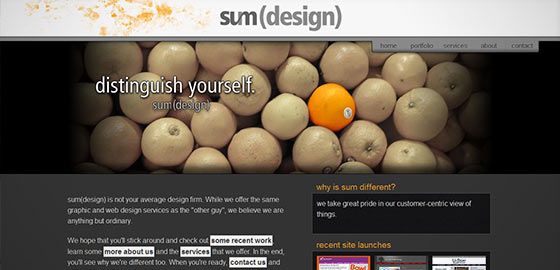 sum(design)
home portfolio services about contact
distinguish yourself.
sum(design)
sum(design) is not your average design firm. While we offer the same
graphic and web design services as the "other guy", we believe we are
anything but ordinary.
We hope that you'll stick around and check out some recent work,
learn some more about us and the services that we offer. In the end,
you'll see why we're different too. When you're ready, contact us and
why is sum different?
we take great pride in our customer-centric view of
things.
recent site launches
Bowl